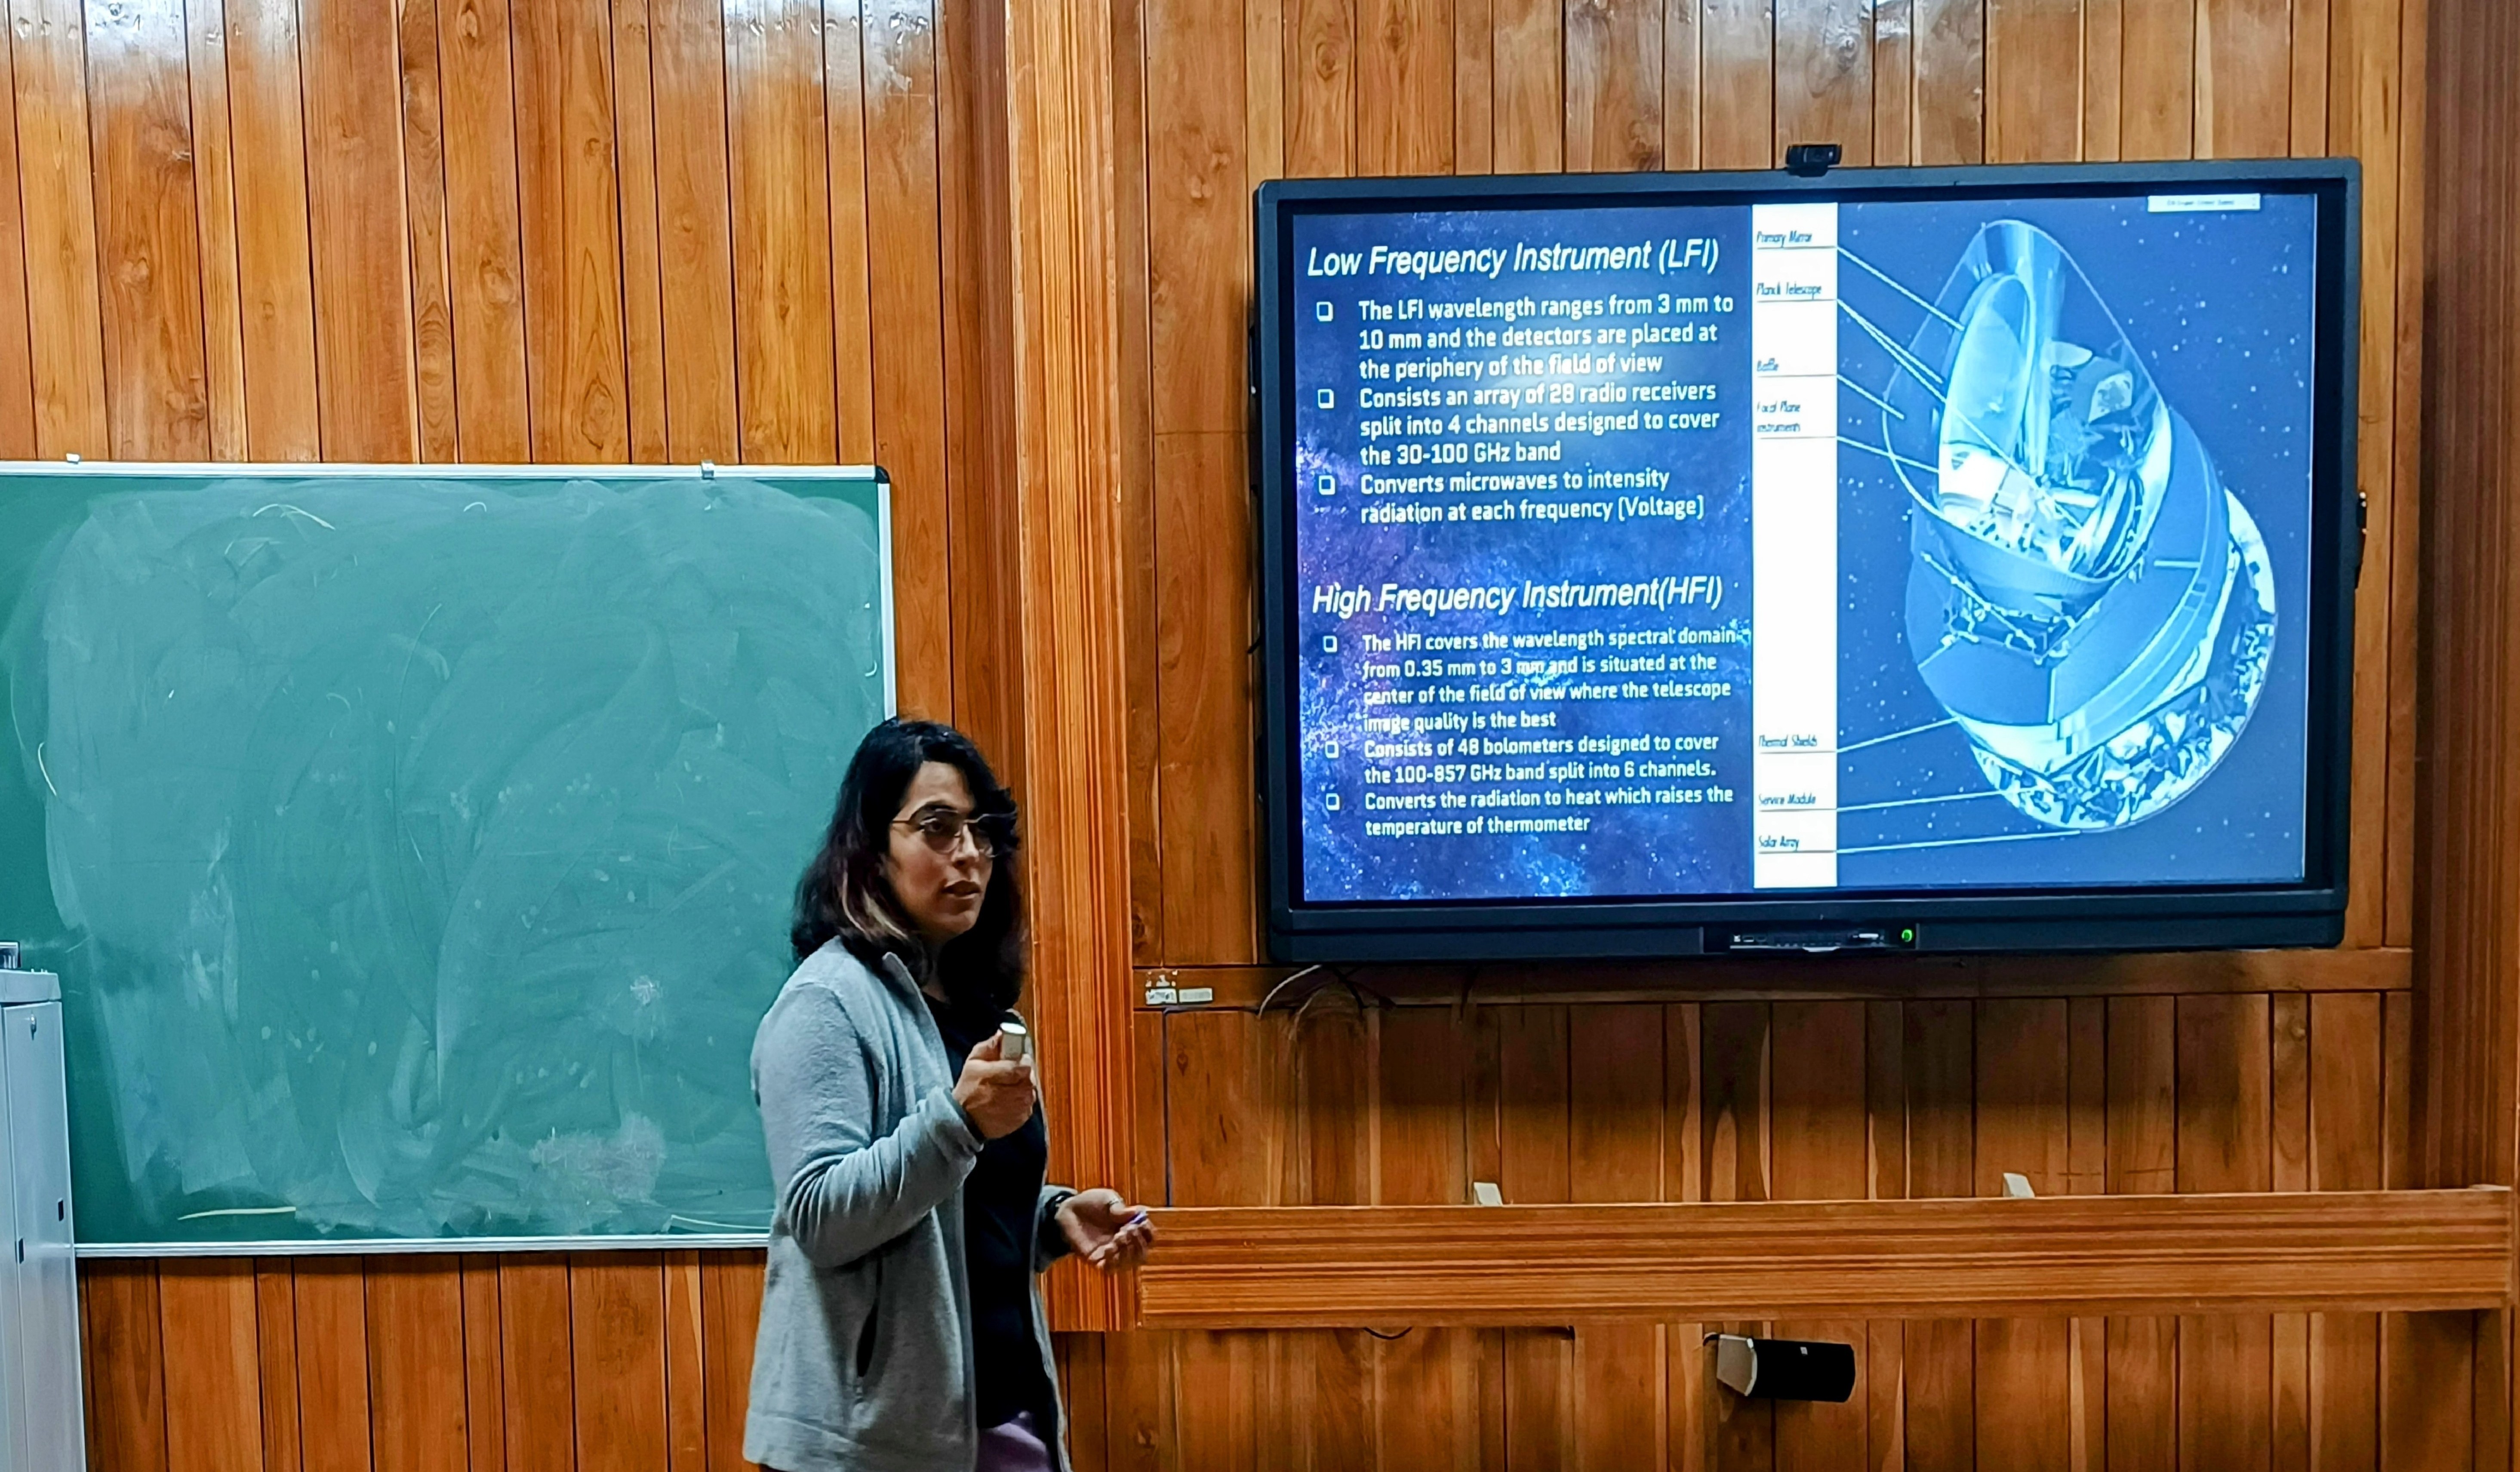 Low Frequency Instrument (LFI)
❑ The LFI wavelength ranges from 3 mm to
10 mm and the detectors are placed at
the periphery of the field of view
❑ Consists an array of 28 radio receivers
split into 4 channels designed to cover
the 30-100 GHz band
❑ Converts microwaves to intensity
radiation at each frequency (Voltage)
High Frequency Instrument(HFI)
❑ The HFI covers the wavelength spectral domain
from 0.35 mm to 3 mm and is situated at the
center of the field of view where the telescope
image quality is the best
❑ Consists of 48 bolometers designed to cover
the 100-857 GHz band split into 6 channels.
❑ Converts the radiation to heat which raises the
temperature of thermometer
Primary Mirror
Planck Telescope
Baffle
Focal Plane
Instruments
Thermal Shields
Service Module
Solar Array